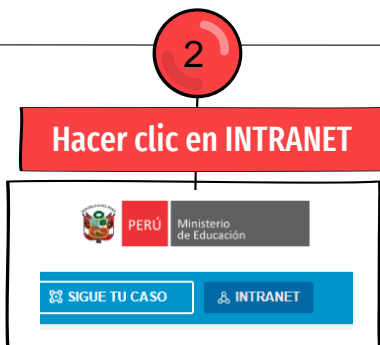 2
Hacer clic en INTRANET
PERÚ
Ministerio
de Educación
SIGUE TU CASO
INTRANET